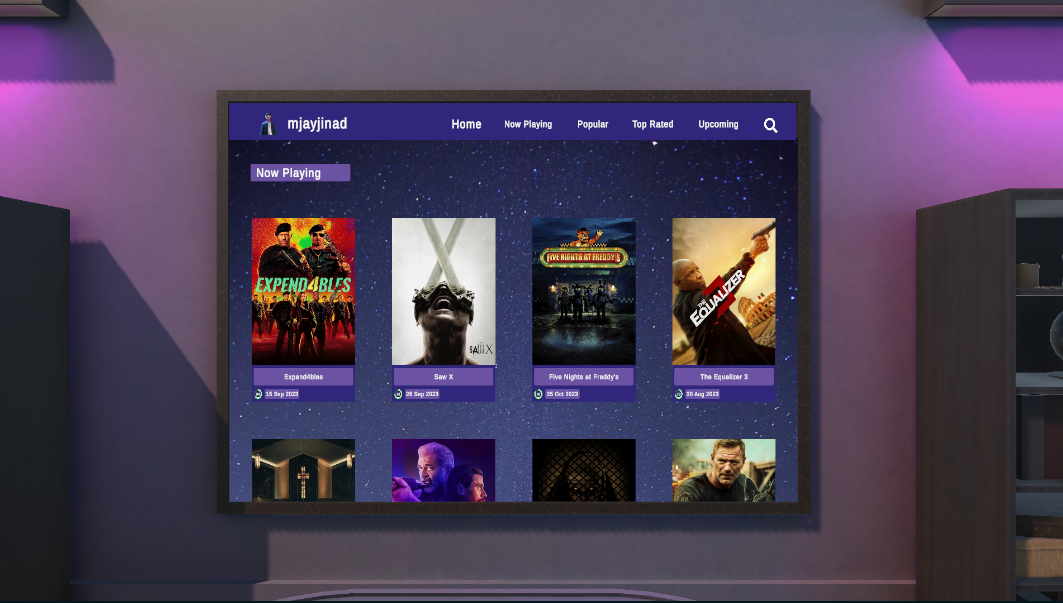 mjayjinad
Home Now Playing Popular Top Rated Upcoming
Now Playing
EXPEND4BLES
SAW X
FIVE NIGHTS AT FREDDY'S
THE EQUALIZER
Expend4bles
Saw X
Five Nights at Freddy's
The Equalizer 3
15 Sep 2023
26 Sep 2023
25 Oct 2023
30 Aug 2023